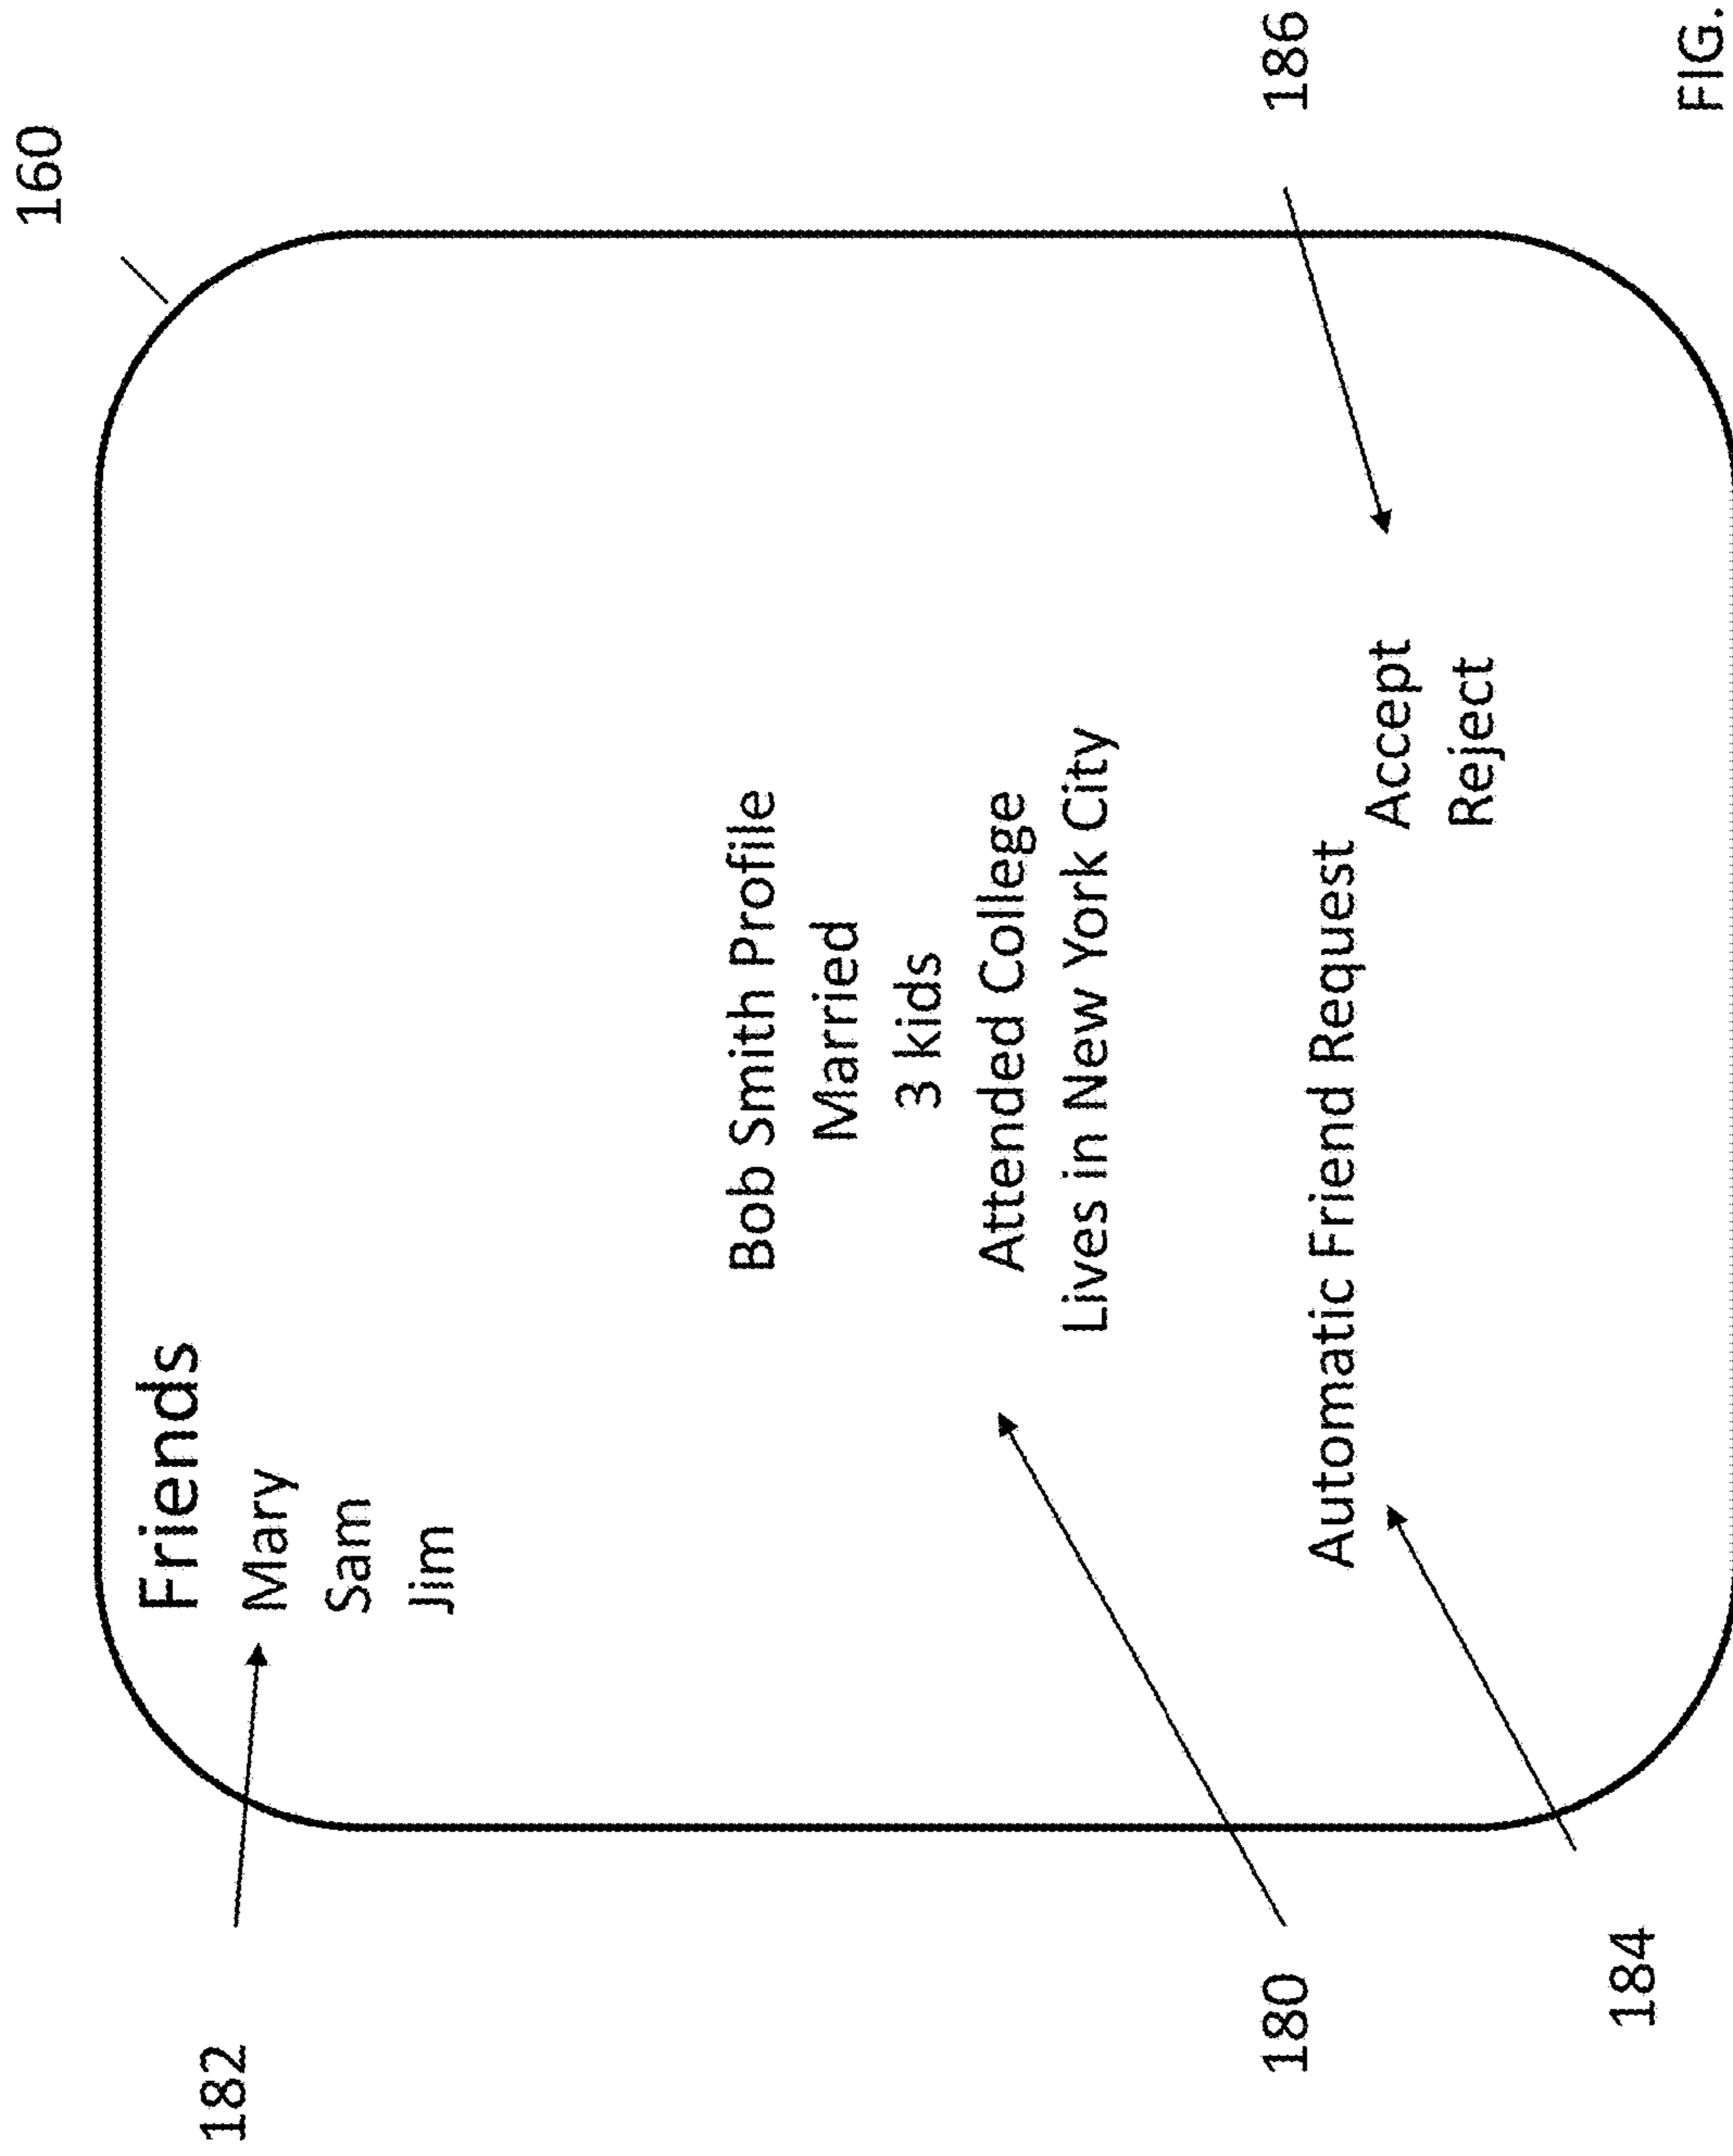 160
Friends
182
Mary
Sam
Jim
Bob Smith Profile
Married
3 kids
Attended College
Lives in New York City
180
186
Automatic Friend Request
Accept
Reject
184
FIG.